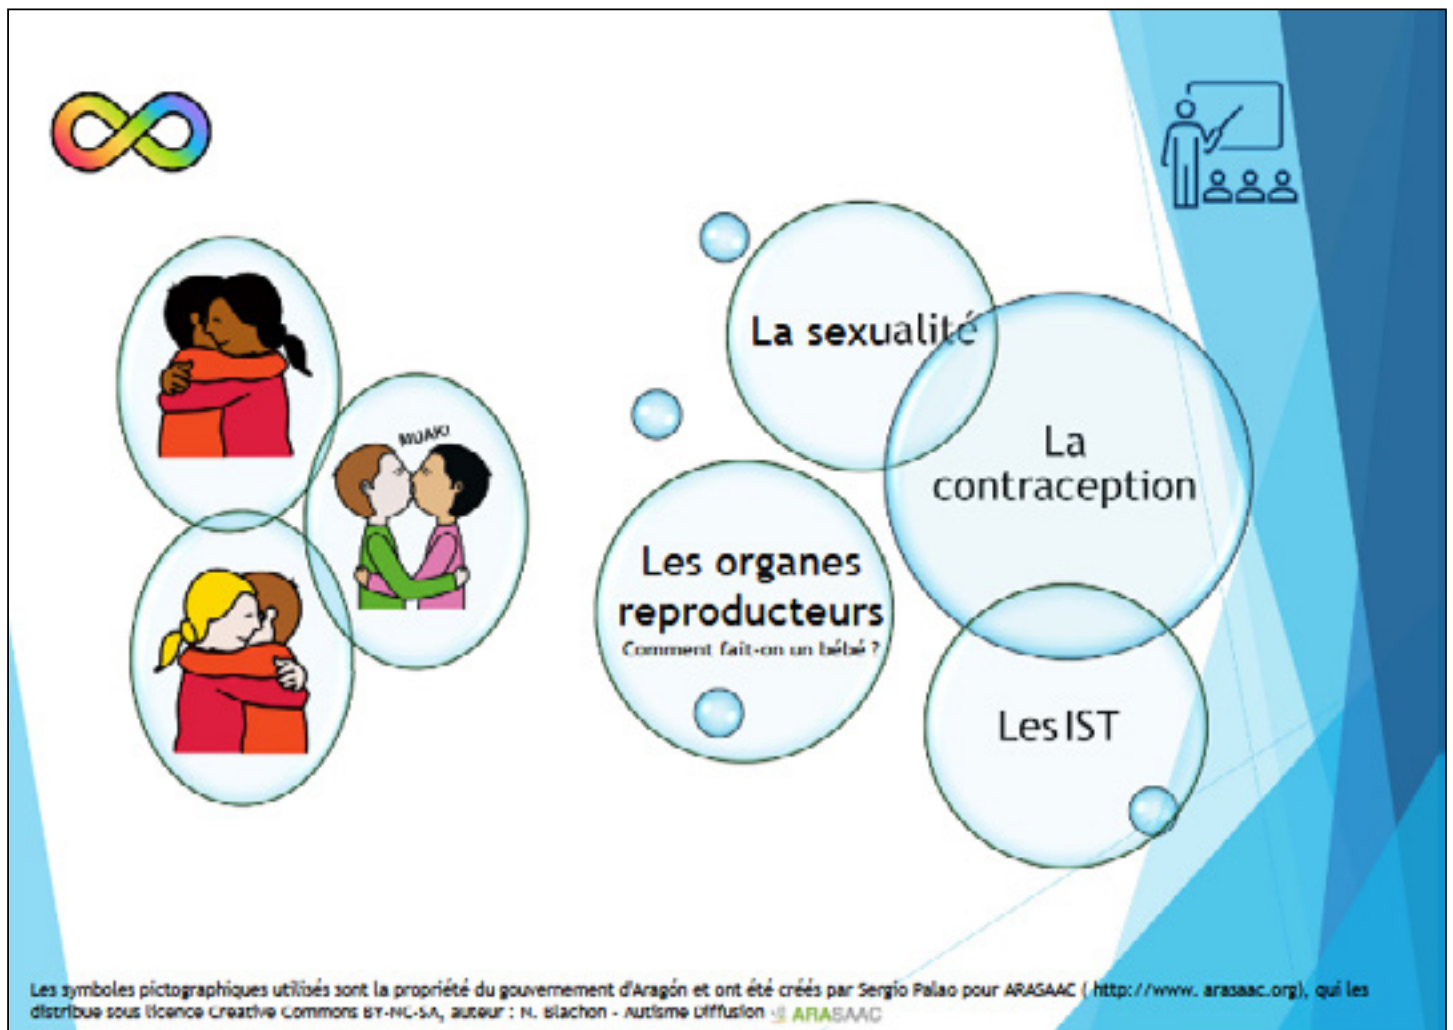 MUAK!
La sexualité
La
contraception
Les organes
reproducteurs
Comment fait-on un bébé ?
Les IST
Les symboles pictographiques utilisés sont la propriété du gouvernement d'Aragón et ont été créés par Sergio Palao pour ARASAAC ( http://www. arasaac.org), qui les
distribue sous licence Creative Commons BY-NC-SA, auteur : N. Blachon - Autisme Diffusion ARASAAC